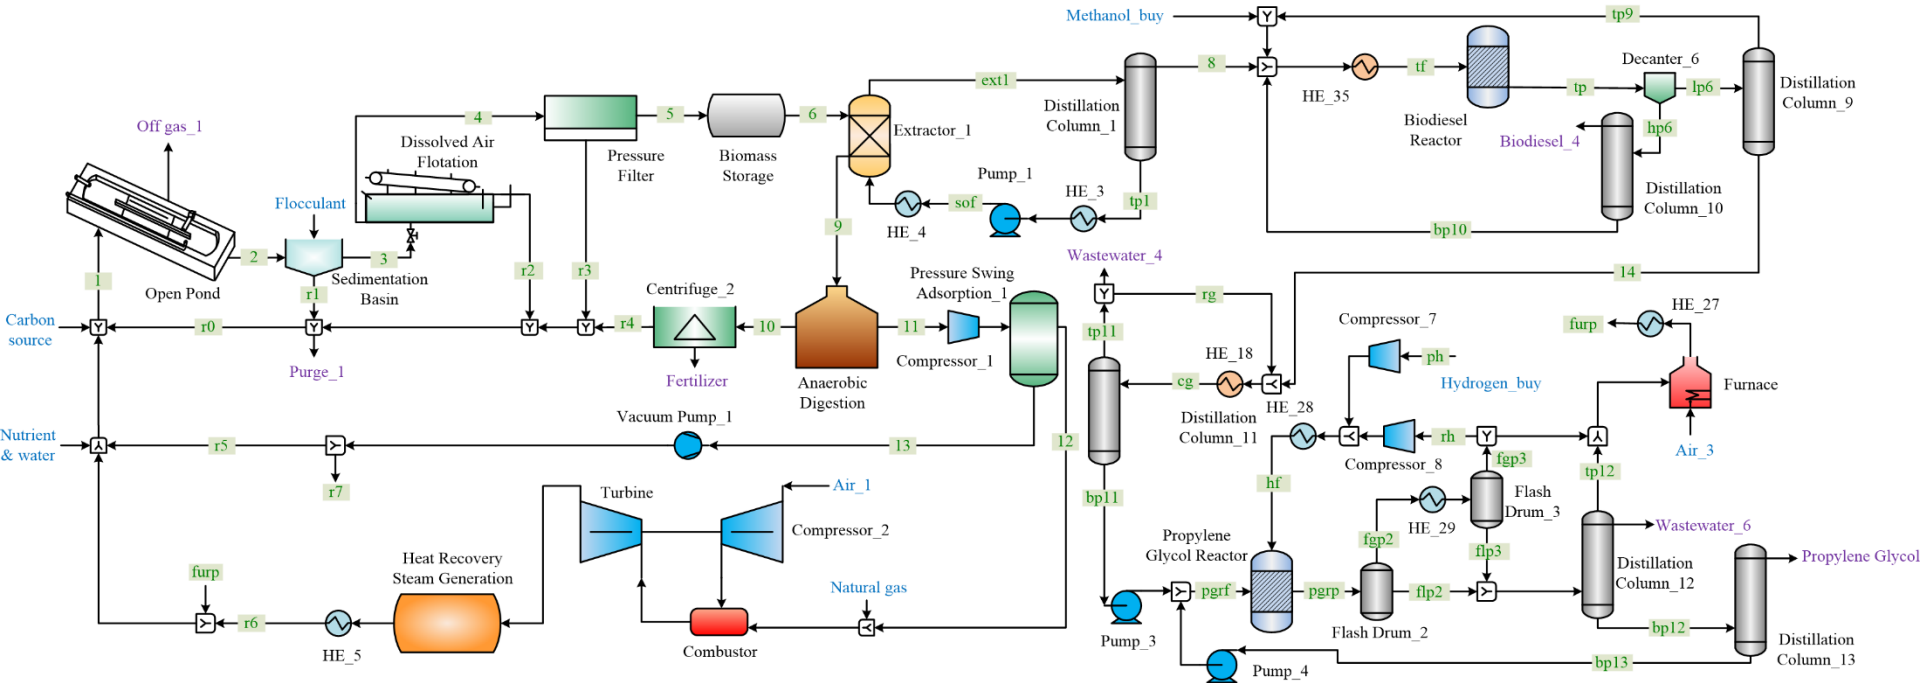 Methanol_buy
tp9
Off gas_1
4
Dissolved Air
Flotation
5
Pressure
Filter
Biomass
Storage
6
ext1
Extractor_1
Distillation
Column_1
8
HE_35
tf
Biodiesel
Reactor
tp
Decanter_6
lp6
hp6
Distillation
Column_9
Biodiesel_4
Distillation
Column_10
bp10
Flocculant
Pump_1
HE_3
tp1
sof
HE_4
9
1
2
3
Open Pond
Sedimentation
Basin
r1
r2
r3
Carbon
source
r0
Purge_1
Centrifuge_2
r4
Fertilizer
10
Anaerobic
Digestion
11
Pressure Swing
Adsorption_1
Compressor_1
Wastewater_4
rg
tp11
14
HE_18
cg
Distillation
Column_11
HE_28
Compressor_7
ph
Hydrogen_buy
furp
HE_27
Furnace
Air_3
Nutrient
& water
r5
r7
Vacuum Pump_1
13
12
Compressor_8
rh
fgp3
tp12
bp11
hf
Flash
Drum_3
HE_29
fgp2
flp3
Wastewater_6
Turbine
Air_1
Compressor_2
Heat Recovery
Steam Generation
furp
r6
HE_5
Natural gas
Combustor
Propylene
Glycol Reactor
pgrf
pgrp
flp2
Flash Drum_2
Pump_3
Distillation
Column_12
bp12
Propylene Glycol
Distillation
Column_13
bp13
Pump_4